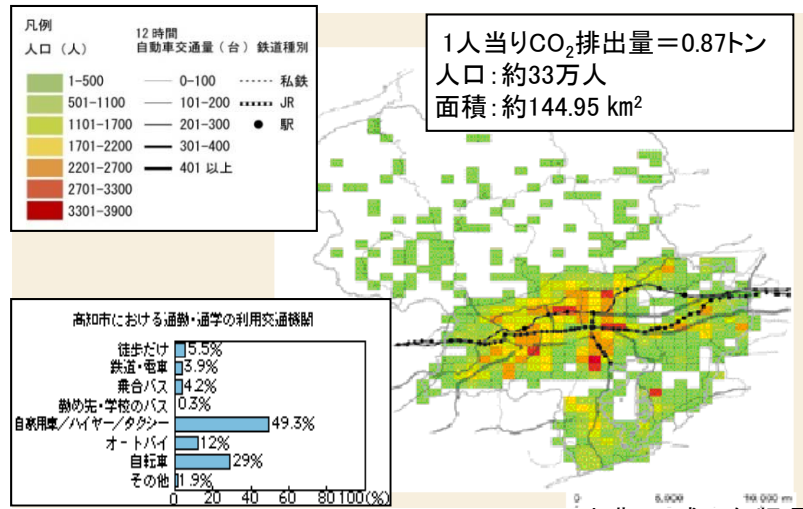 凡例
人口（人）
12時間
自動車交通量（台）
鉄道種別
1-500
501-1100
1101-1700
1701-2200
2201-2700
2701-3300
3301-3900
0-100
101-200
201-300
301-400
401 以上
私鉄
JR
駅
1人当りCO₂排出量＝0.87トン
人口：約33万人
面積：約144.95 km²
高知市における通勤・通学の利用交通機関
徒歩だけ 5.5%
鉄道・電車 3.9%
乗合バス 4.2%
勤め先・学校のバス 0.3%
自家用車／ハイヤー／タクシー 49.3%
オートバイ 12%
自転車 29%
その他 1.9%
0 20 40 60 80 100(%)
0 5,000 10,000 m